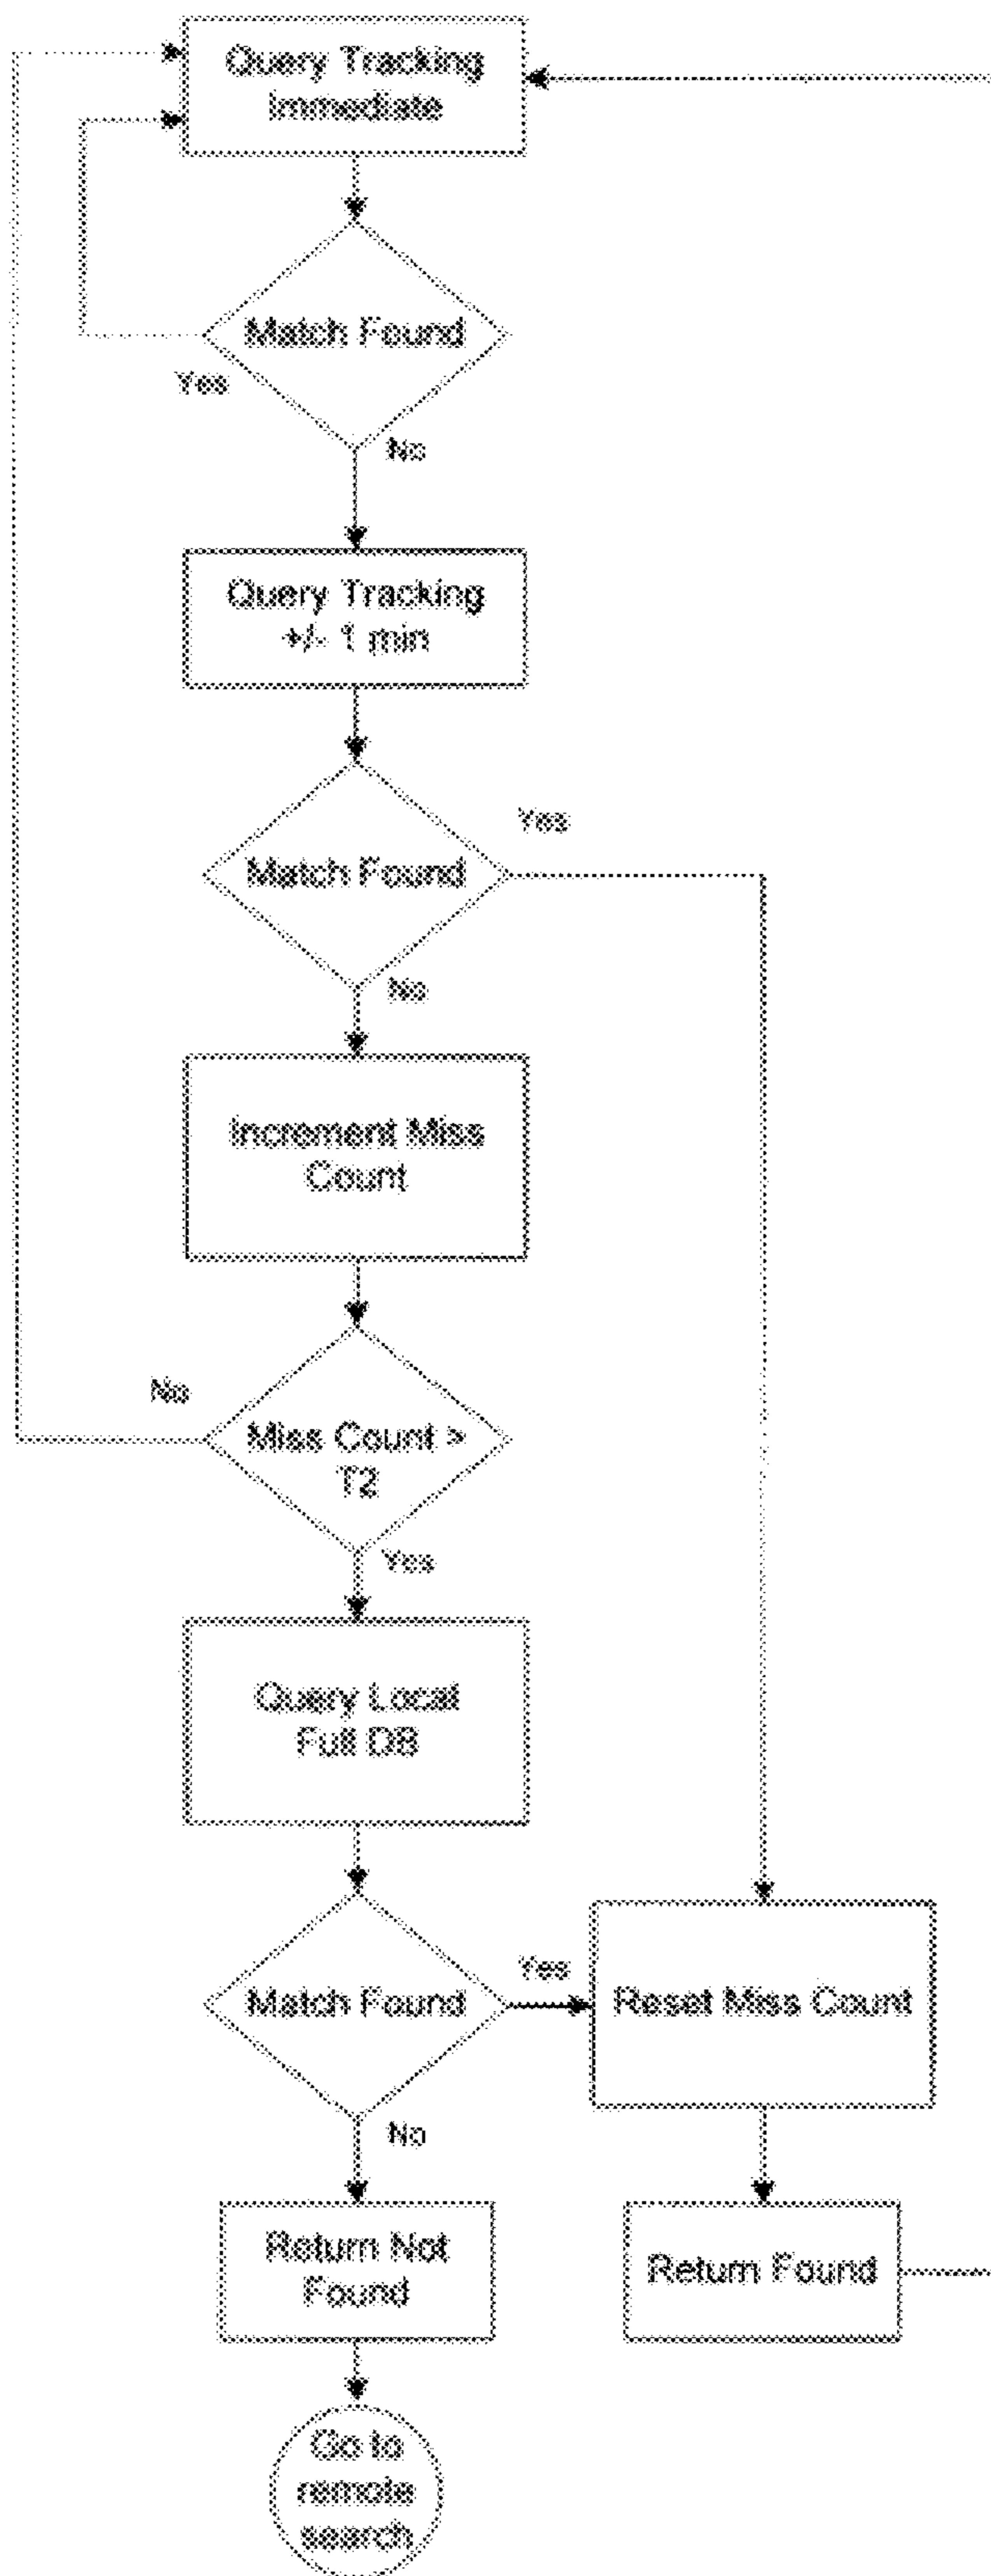 Query Tracking
Immediate
Match Found
Yes
No
Query Tracking
+/- 1 min
Yes
Match Found
No
Increment Miss
Count
No
Miss Count >
T2
Yes
Query Local
Full DB
Yes
Match Found
Reset Miss Count
No
Return Not
Found
Return Found
Go to
remote
search